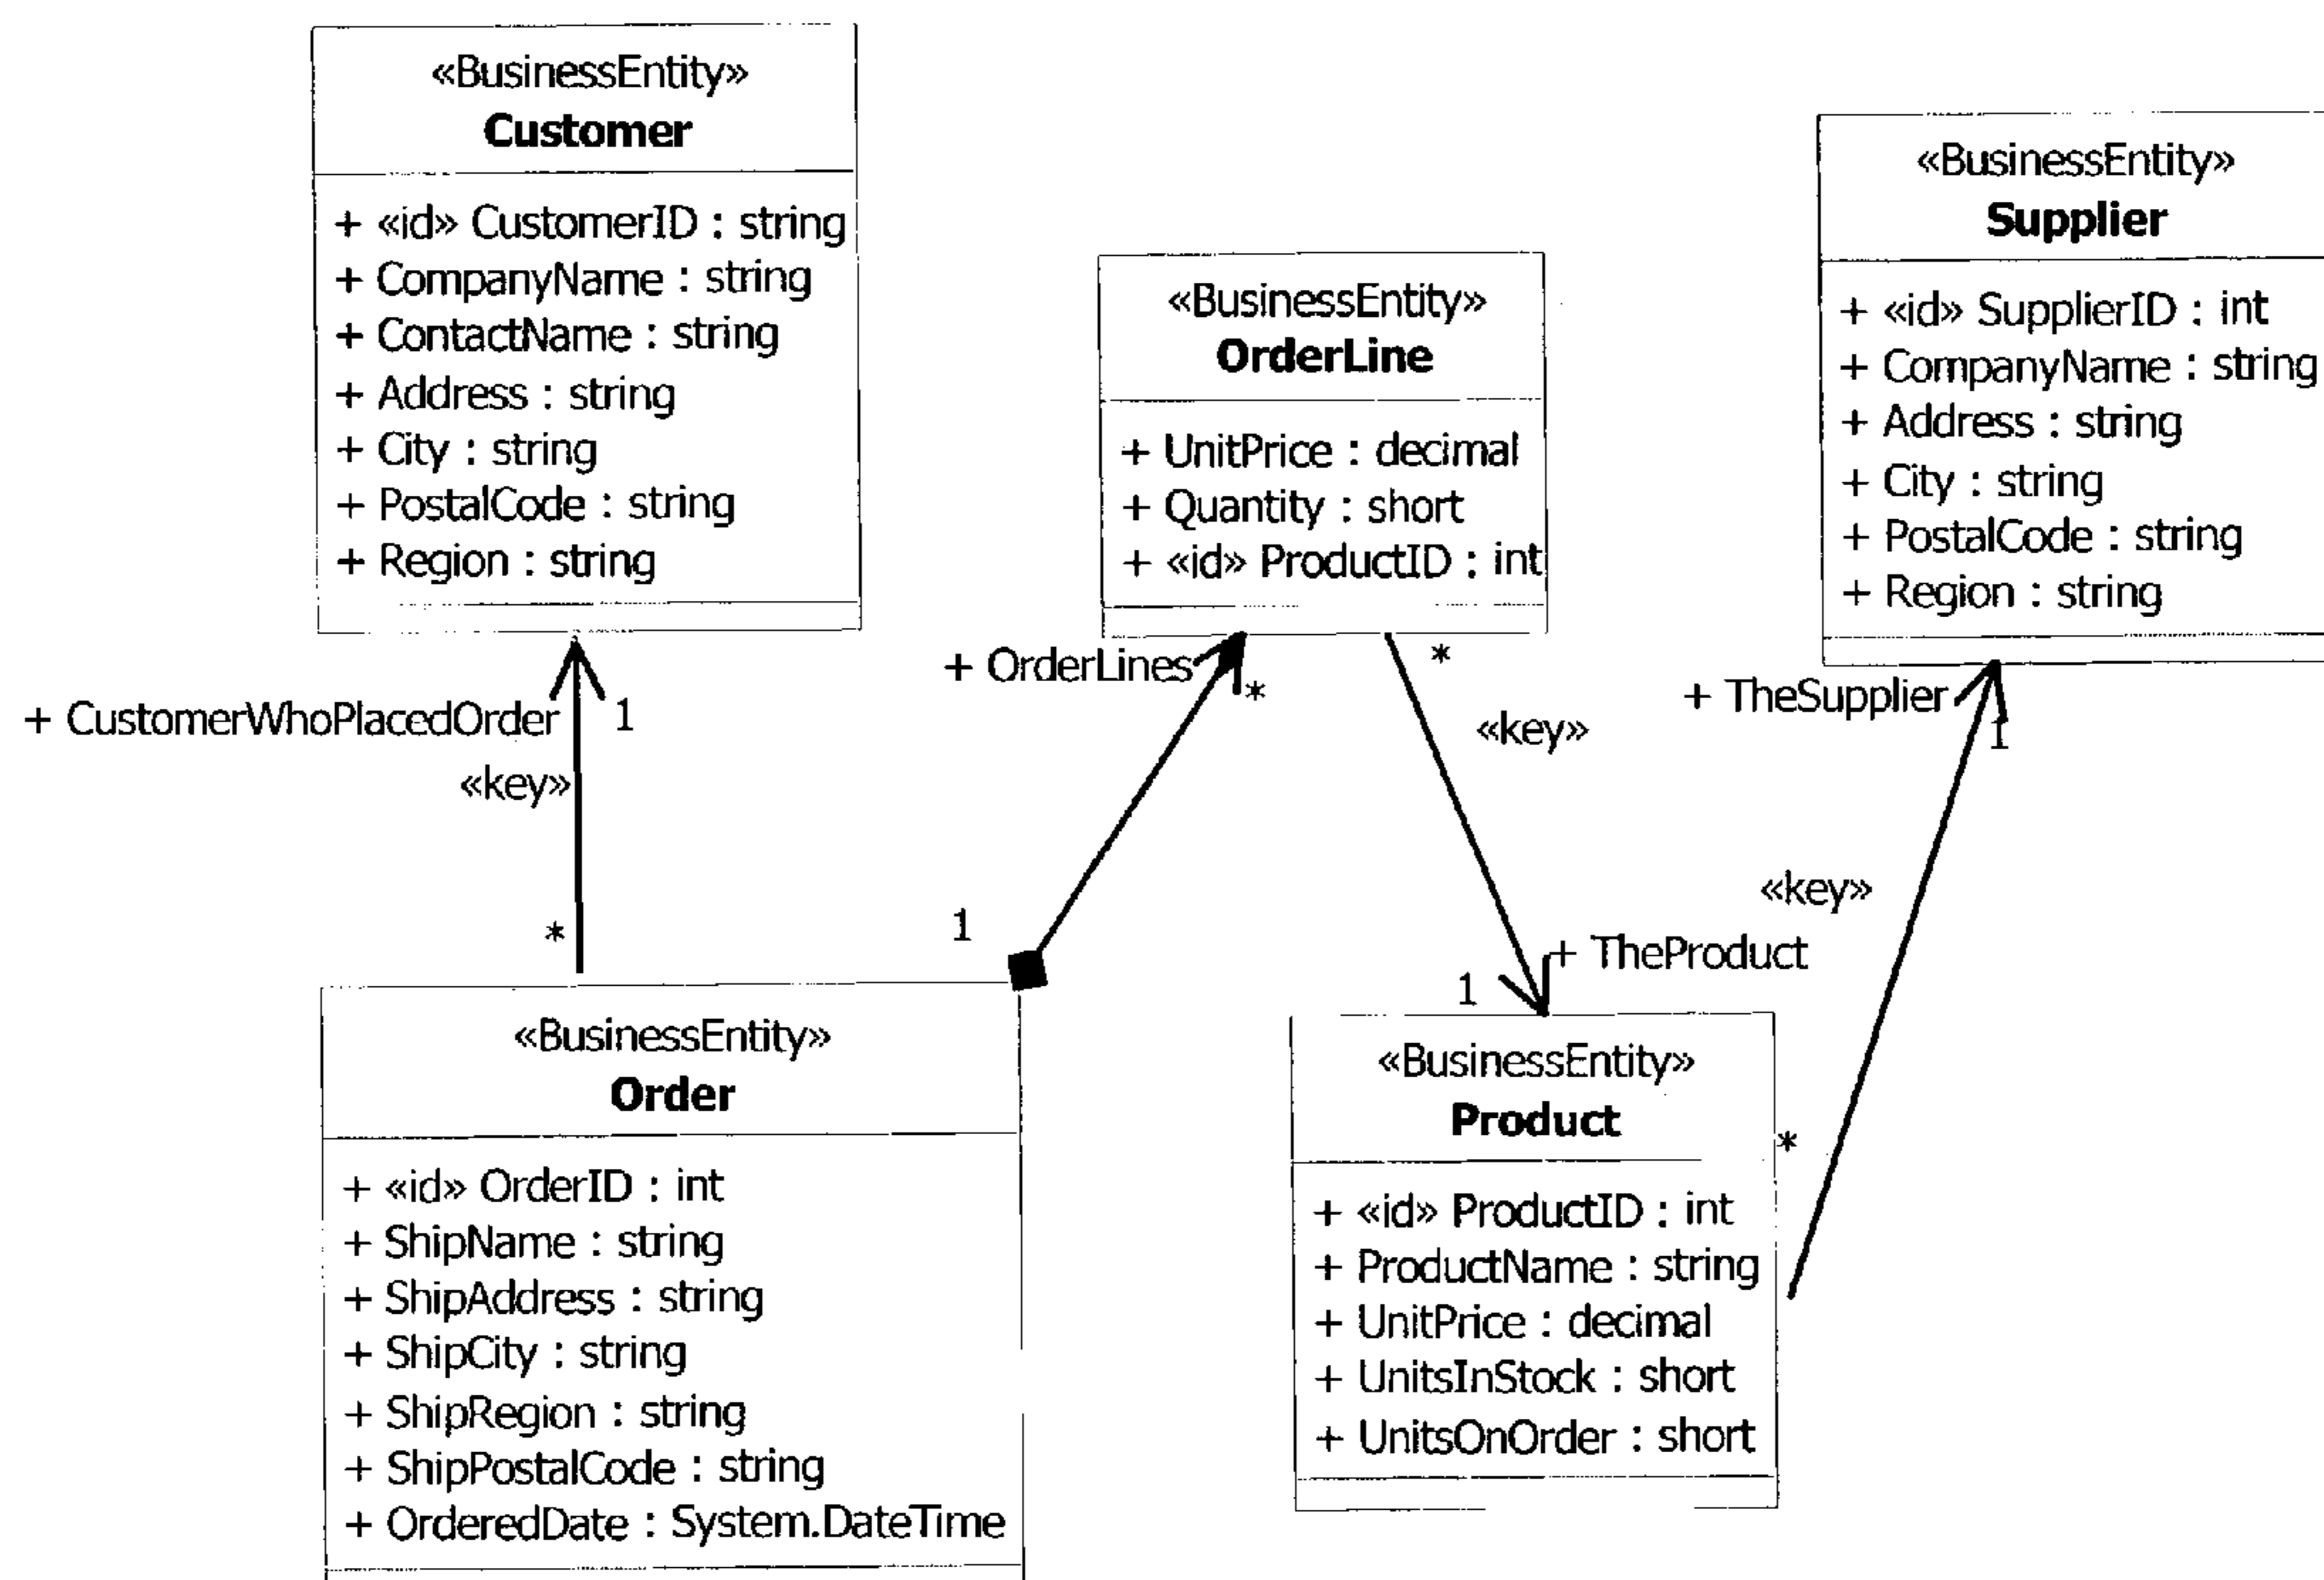 «BusinessEntity»
Customer
+ «id» CustomerID : string
+ CompanyName : string
+ ContactName : string
+ Address : string
+ City : string
+ PostalCode : string
+ Region : string
«BusinessEntity»
OrderLine
+ UnitPrice : decimal
+ Quantity : short
+ «id» ProductID : int
«BusinessEntity»
Supplier
+ «id» SupplierID : int
+ CompanyName : string
+ Address : string
+ City : string
+ PostalCode : string
+ Region : string
+ CustomerWhoPlacedOrder
1
«key»
*
+ OrderLines
*
1
*
«key»
+ TheProduct
1
+ TheSupplier
1
«key»
*
«BusinessEntity»
Order
+ «id» OrderID : int
+ ShipName : string
+ ShipAddress : string
+ ShipCity : string
+ ShipRegion : string
+ ShipPostalCode : string
+ OrderedDate : System.DateTime
«BusinessEntity»
Product
+ «id» ProductID : int
+ ProductName : string
+ UnitPrice : decimal
+ UnitsInStock : short
+ UnitsOnOrder : short